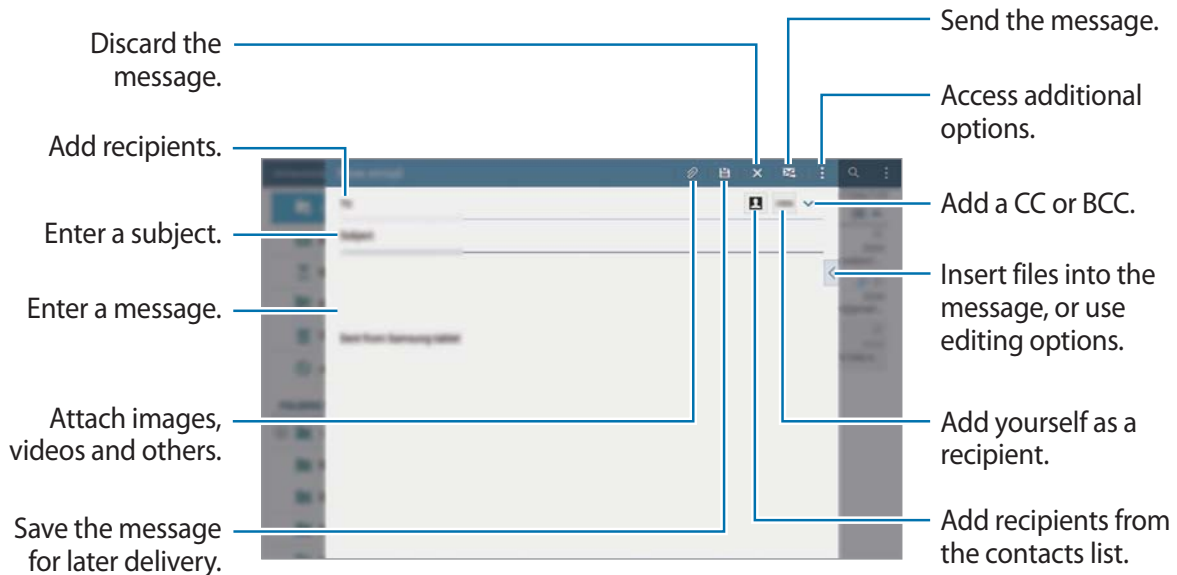 Discard the
message.
Add recipients.
Enter a subject.
Enter a message.
Attach images,
videos and others.
Save the message
for later delivery.
Send the message.
Access additional
options.
Add a CC or BCC.
Insert files into the
message, or use
editing options.
Add yourself as a
recipient.
Add recipients from
the contacts list.
Subject
Sent from Samsung tablet